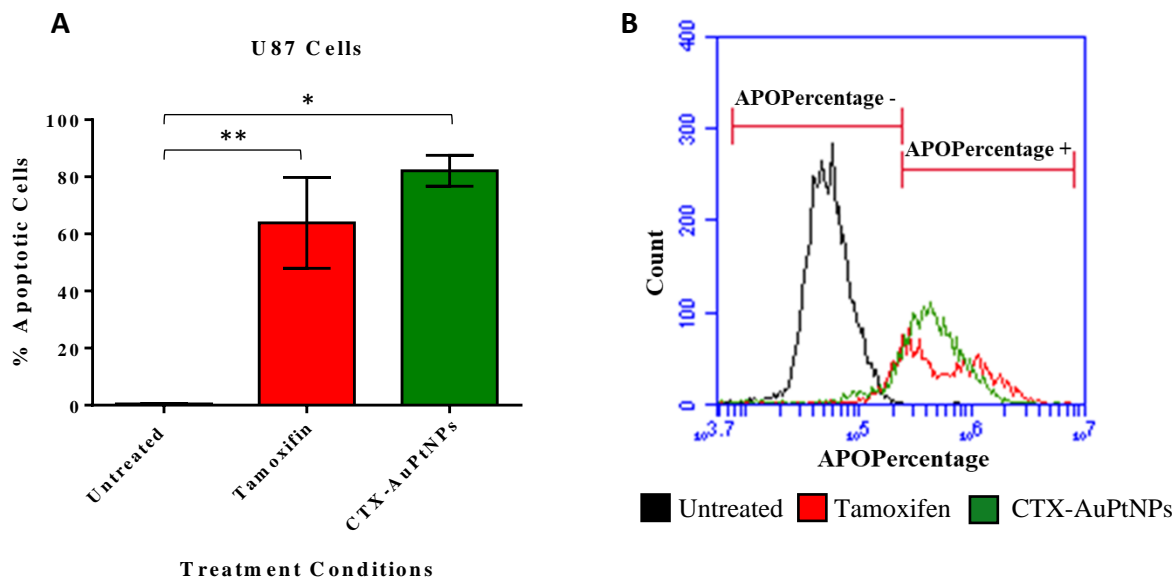 A
U87 Cells
*
**
100
80
60
40
20
0
% Apoptotic Cells
Untreated
Tamoxifin
CTX-AuPtNPs
Treatment Conditions
B
400
300
200
100
0
Count
APOPercentage -
APOPercentage +
10^3.7
10^5
10^6
10^7
APOPercentage
Untreated Tamoxifen CTX-AuPtNPs